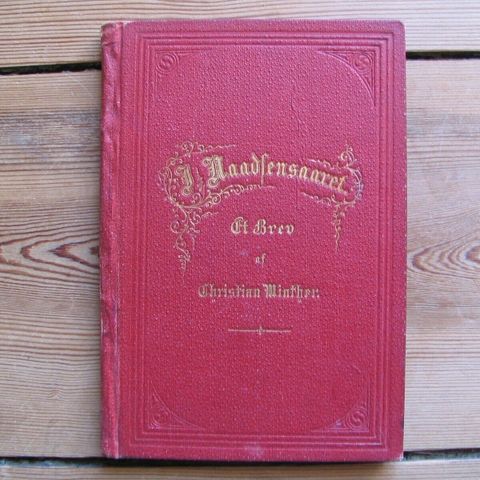 I Naadsensaaret.
Et Brev
af
Christian Winther.